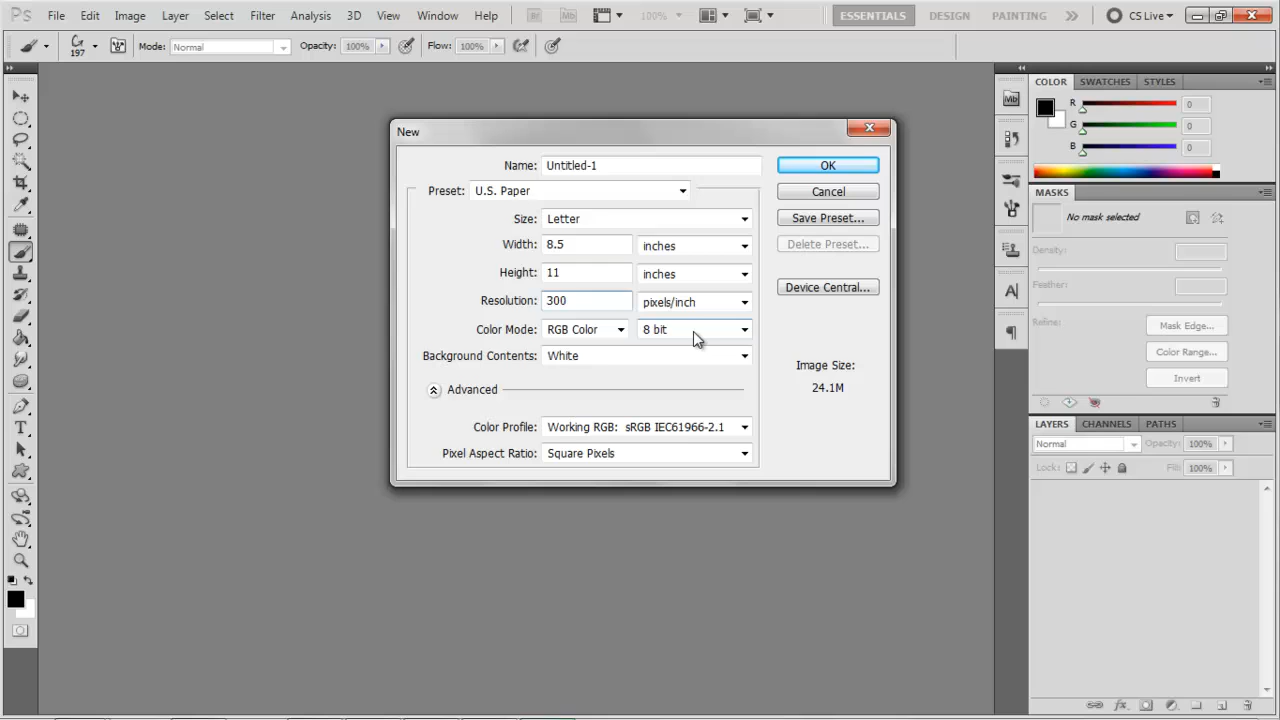 Ps File Edit Image Layer Select Filter Analysis 3D View Window Help Br Mb 100% ESSENTIALS DESIGN PAINTING CS Live
197 Mode: Normal Opacity: 100% Flow: 100%
COLOR SWATCHES STYLES
Mb
R 0
G 0
B 0
New
Name: Untitled-1 OK
Preset: U.S. Paper Cancel
Size: Letter Save Preset...
Width: 8.5 inches Delete Preset...
Height: 11 inches Device Central...
Resolution: 300 pixels/inch
Color Mode: RGB Color 8 bit
Background Contents: White
Image Size:
24.1M
Advanced
Color Profile: Working RGB: sRGB IEC61966-2.1
Pixel Aspect Ratio: Square Pixels
MASKS
No mask selected
Density:
Feather:
Refine: Mask Edge...
Color Range...
Invert
LAYERS CHANNELS PATHS
Normal Opacity: 100%
Lock: Fill: 100%
A
T
fx